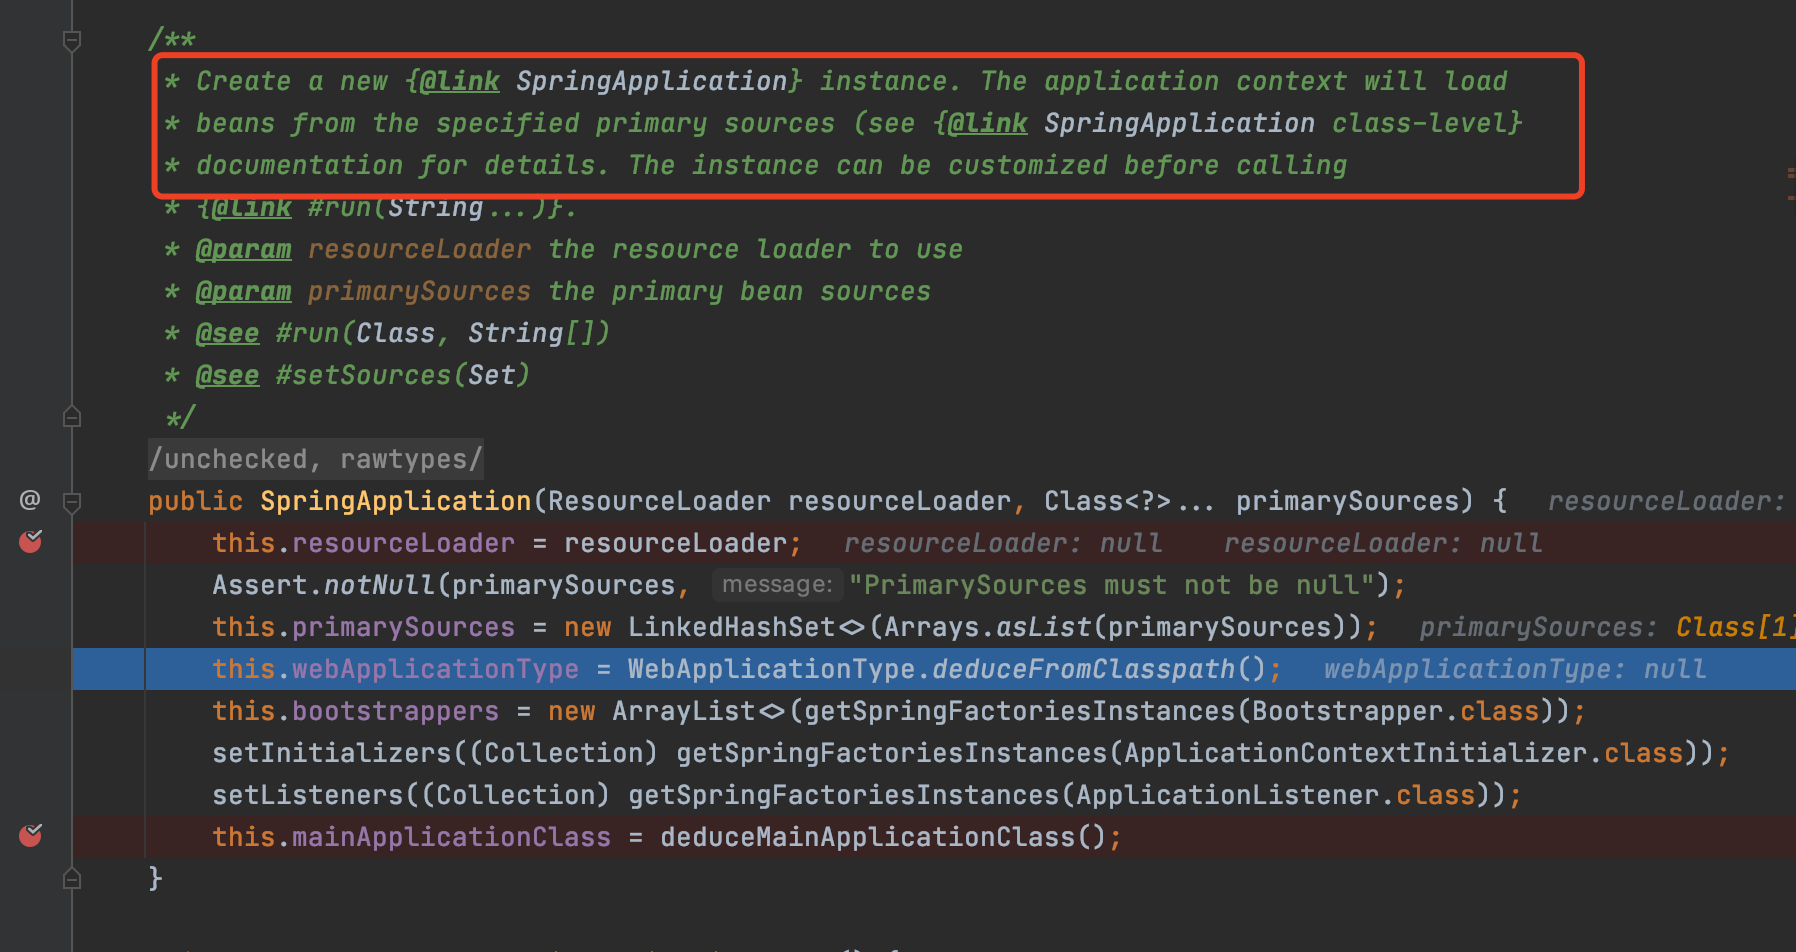 /**
* Create a new {@link SpringApplication} instance. The application context will load
* beans from the specified primary sources (see {@link SpringApplication class-level}
* documentation for details. The instance can be customized before calling
* {@link #run(String...)}.
* @param resourceLoader the resource loader to use
* @param primarySources the primary bean sources
* @see #run(Class, String[])
* @see #setSources(Set)
*/
/unchecked, rawtypes/
@ public SpringApplication(ResourceLoader resourceLoader, Class<?>... primarySources) { resourceLoader:
this.resourceLoader = resourceLoader; resourceLoader: null resourceLoader: null
Assert.notNull(primarySources, message: "PrimarySources must not be null");
this.primarySources = new LinkedHashSet<>(Arrays.asList(primarySources)); primarySources: Class[1]
this.webApplicationType = WebApplicationType.deduceFromClasspath(); webApplicationType: null
this.bootstrappers = new ArrayList<>(getSpringFactoriesInstances(Bootstrapper.class));
setInitializers((Collection) getSpringFactoriesInstances(ApplicationContextInitializer.class));
setListeners((Collection) getSpringFactoriesInstances(ApplicationListener.class));
this.mainApplicationClass = deduceMainApplicationClass();
}